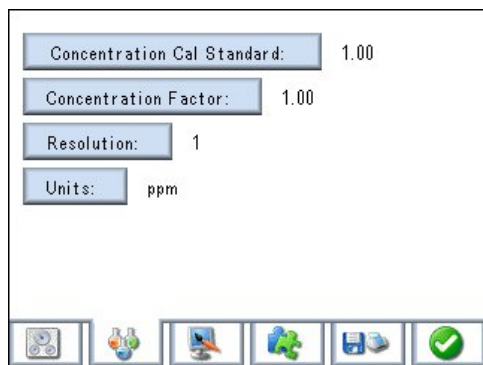 Concentration Cal Standard: 1.00
Concentration Factor: 1.00
Resolution: 1
Units: ppm